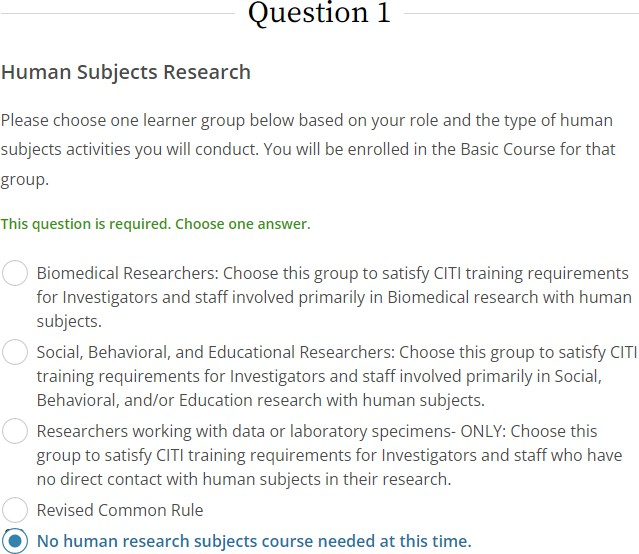 Question 1
Human Subjects Research
Please choose one learner group below based on your role and the type of human
subjects activities you will conduct. You will be enrolled in the Basic Course for that
group.
This question is required. Choose one answer.
Biomedical Researchers: Choose this group to satisfy CITI training requirements
for Investigators and staff involved primarily in Biomedical research with human
subjects.
Social, Behavioral, and Educational Researchers: Choose this group to satisfy CITI
training requirements for Investigators and staff involved primarily in Social,
Behavioral, and/or Education research with human subjects.
Researchers working with data or laboratory specimens- ONLY: Choose this
group to satisfy CITI training requirements for Investigators and staff who have
no direct contact with human subjects in their research.
Revised Common Rule
No human research subjects course needed at this time.